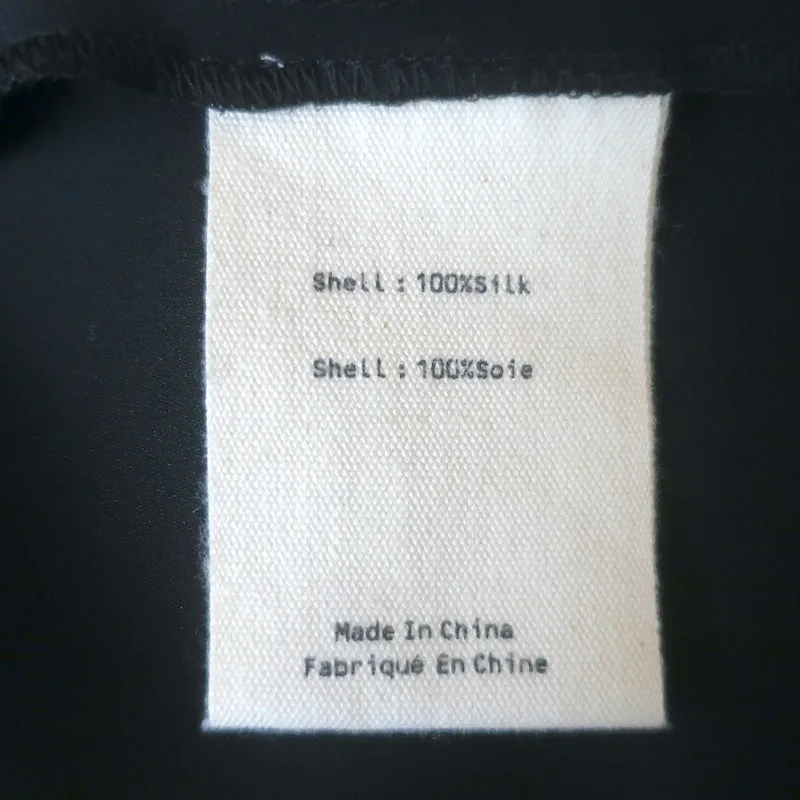 Shell : 100%Silk
Shell : 100%Soie
Made In China
Fabriqué En Chine